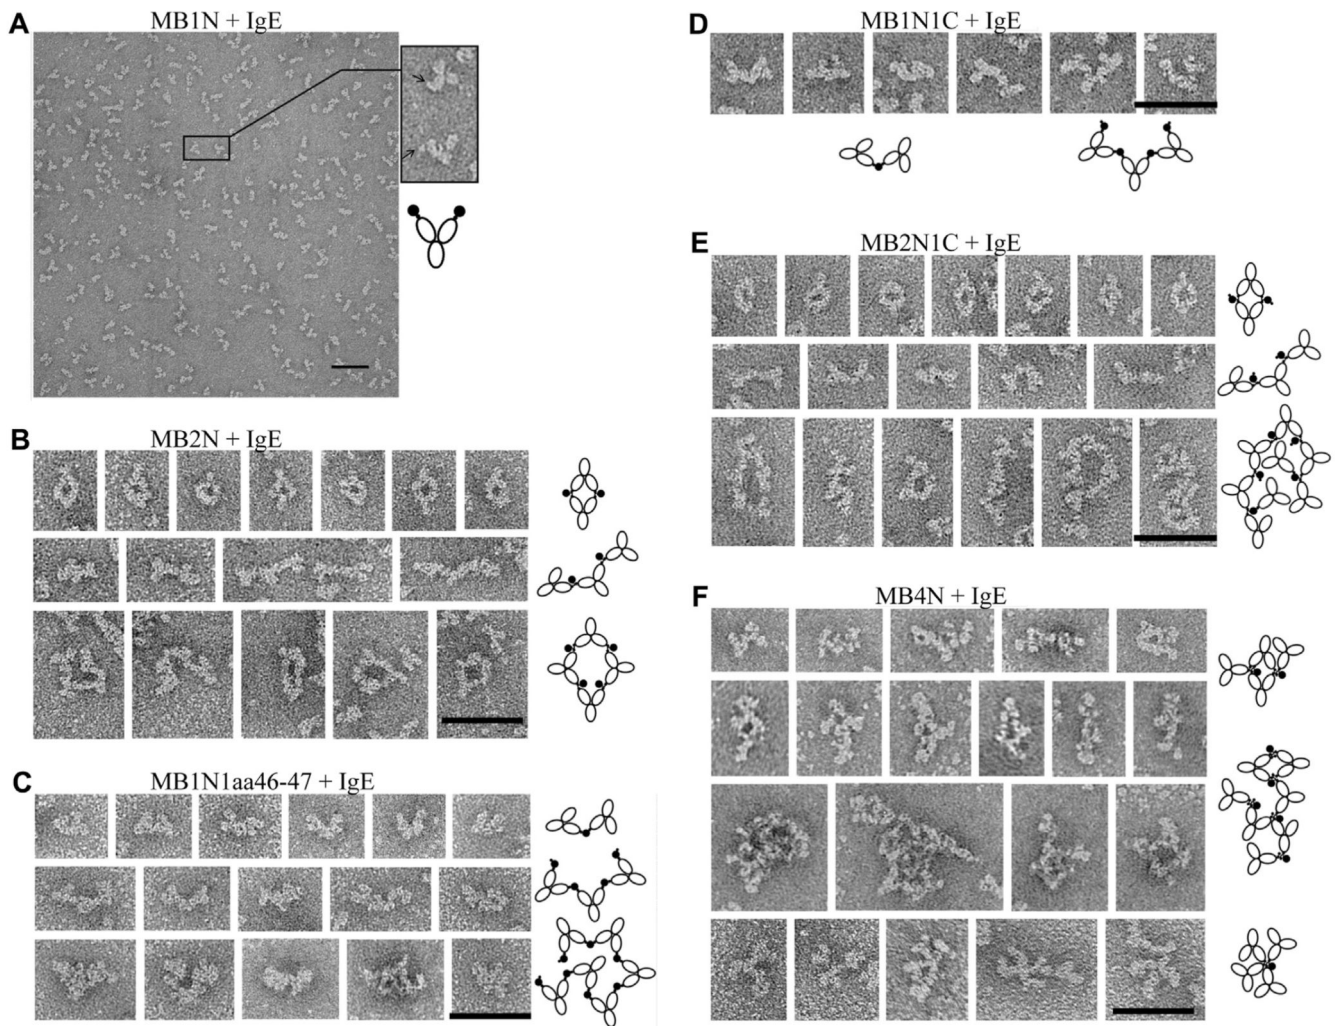 A
MB1N + IgE
B
MB2N + IgE
C
MB1N1aa46-47 + IgE
D
MB1N1C + IgE
E
MB2N1C + IgE
F
MB4N + IgE